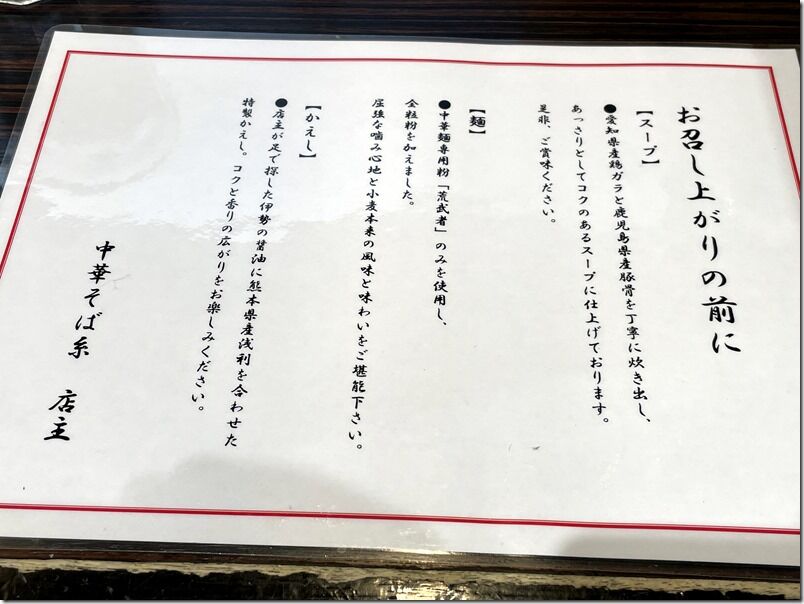 お召し上がりの前に
【スープ】
●愛知県産鶏ガラと鹿児島県産豚骨を丁寧に炊き出し、
あっさりとしてコクのあるスープに仕上げております。
是非、ご賞味ください。
【麺】
●中華麺専用粉「荒武者」のみを使用し、
全粒粉を加えました。
屈強な噛み心地と小麦本来の風味と味わいをご堪能下さい。
【かえし】
●店主が足で探した伊勢の醤油に熊本県産浅利を合わせた
特製かえし。コクと香りの広がりをお楽しみください。
中華そば糸 店主